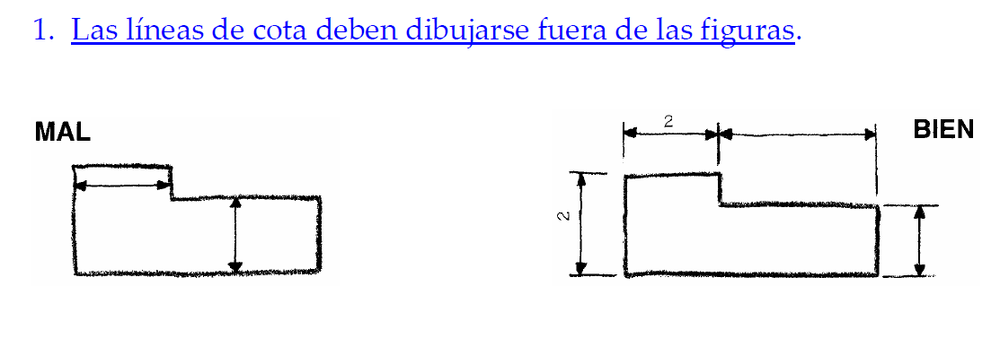 1. Las líneas de cota deben dibujarse fuera de las figuras.
MAL
2
BIEN
2